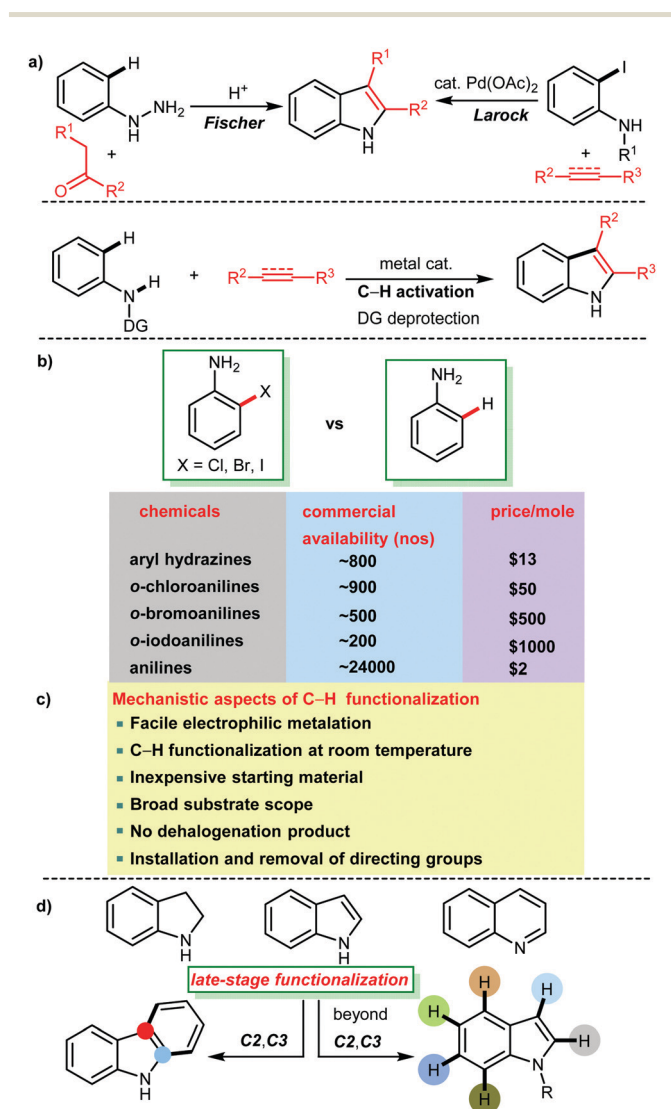 a)
H
N
H
NH2
+
R1
O
R2
H+
Fischer
R1
R2
N
H
cat. Pd(OAc)2
Larock
I
N
H
R1
+
R2
R3
H
N
H
DG
+
R2
R3
metal cat.
C–H activation
DG deprotection
R2
R3
N
H
b)
NH2
X
X = Cl, Br, I
vs
NH2
H
chemicals commercial availability (nos) price/mole
aryl hydrazines ~800 $13
o-chloroanilines ~900 $50
o-bromoanilines ~500 $500
o-iodoanilines ~200 $1000
anilines ~24000 $2
c)
Mechanistic aspects of C–H functionalization
▪ Facile electrophilic metalation
▪ C–H functionalization at room temperature
▪ Inexpensive starting material
▪ Broad substrate scope
▪ No dehalogenation product
▪ Installation and removal of directing groups
d)
N
H
N
H
N
late-stage functionalization
N
H
C2,C3
beyond
C2,C3
H
H
H
H
H
H
N
R